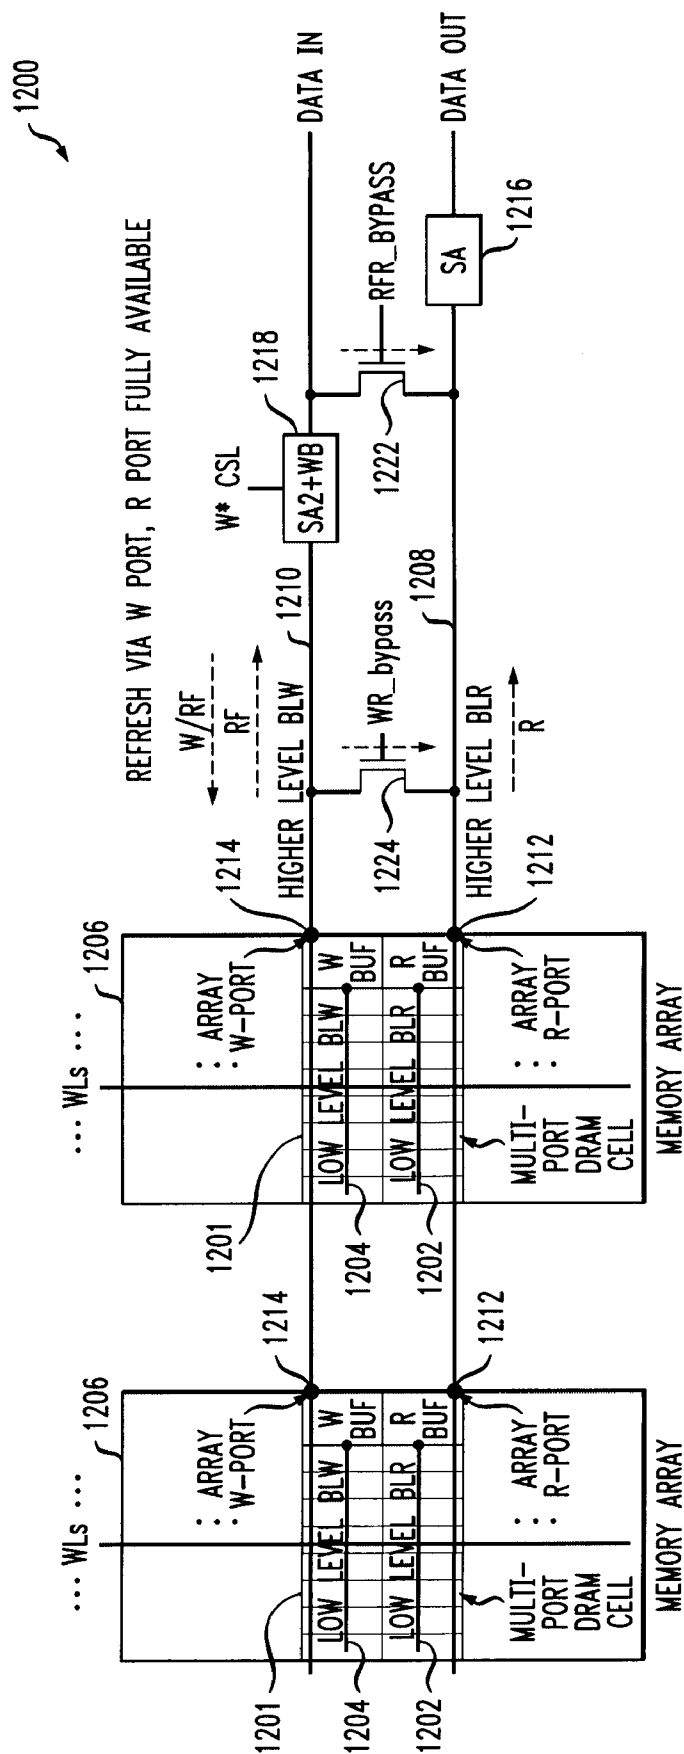 1200
REFRESH VIA W PORT, R PORT FULLY AVAILABLE
.... WLs ...
1206
... WLs ...
1206
: ARRAY
: W-PORT
1214
: ARRAY
: W-PORT
1214
W/RF
RF
W* CSL
1218
HIGHER LEVEL BLW
1210
SA2+WB
DATA IN
1201
LOW LEVEL BLW
W
BUF
1201
LOW LEVEL BLW
W
BUF
1204
1204
WR_bypass
1224
RFR_BYPASS
1222
LOW LEVEL BLR
R
BUF
LOW LEVEL BLR
R
BUF
1202
1202
HIGHER LEVEL BLR
1208
SA
1216
DATA OUT
R
1212
1212
MULTI-
PORT
DRAM
CELL
: ARRAY
: R-PORT
MULTI-
PORT
DRAM
CELL
: ARRAY
: R-PORT
MEMORY ARRAY
MEMORY ARRAY